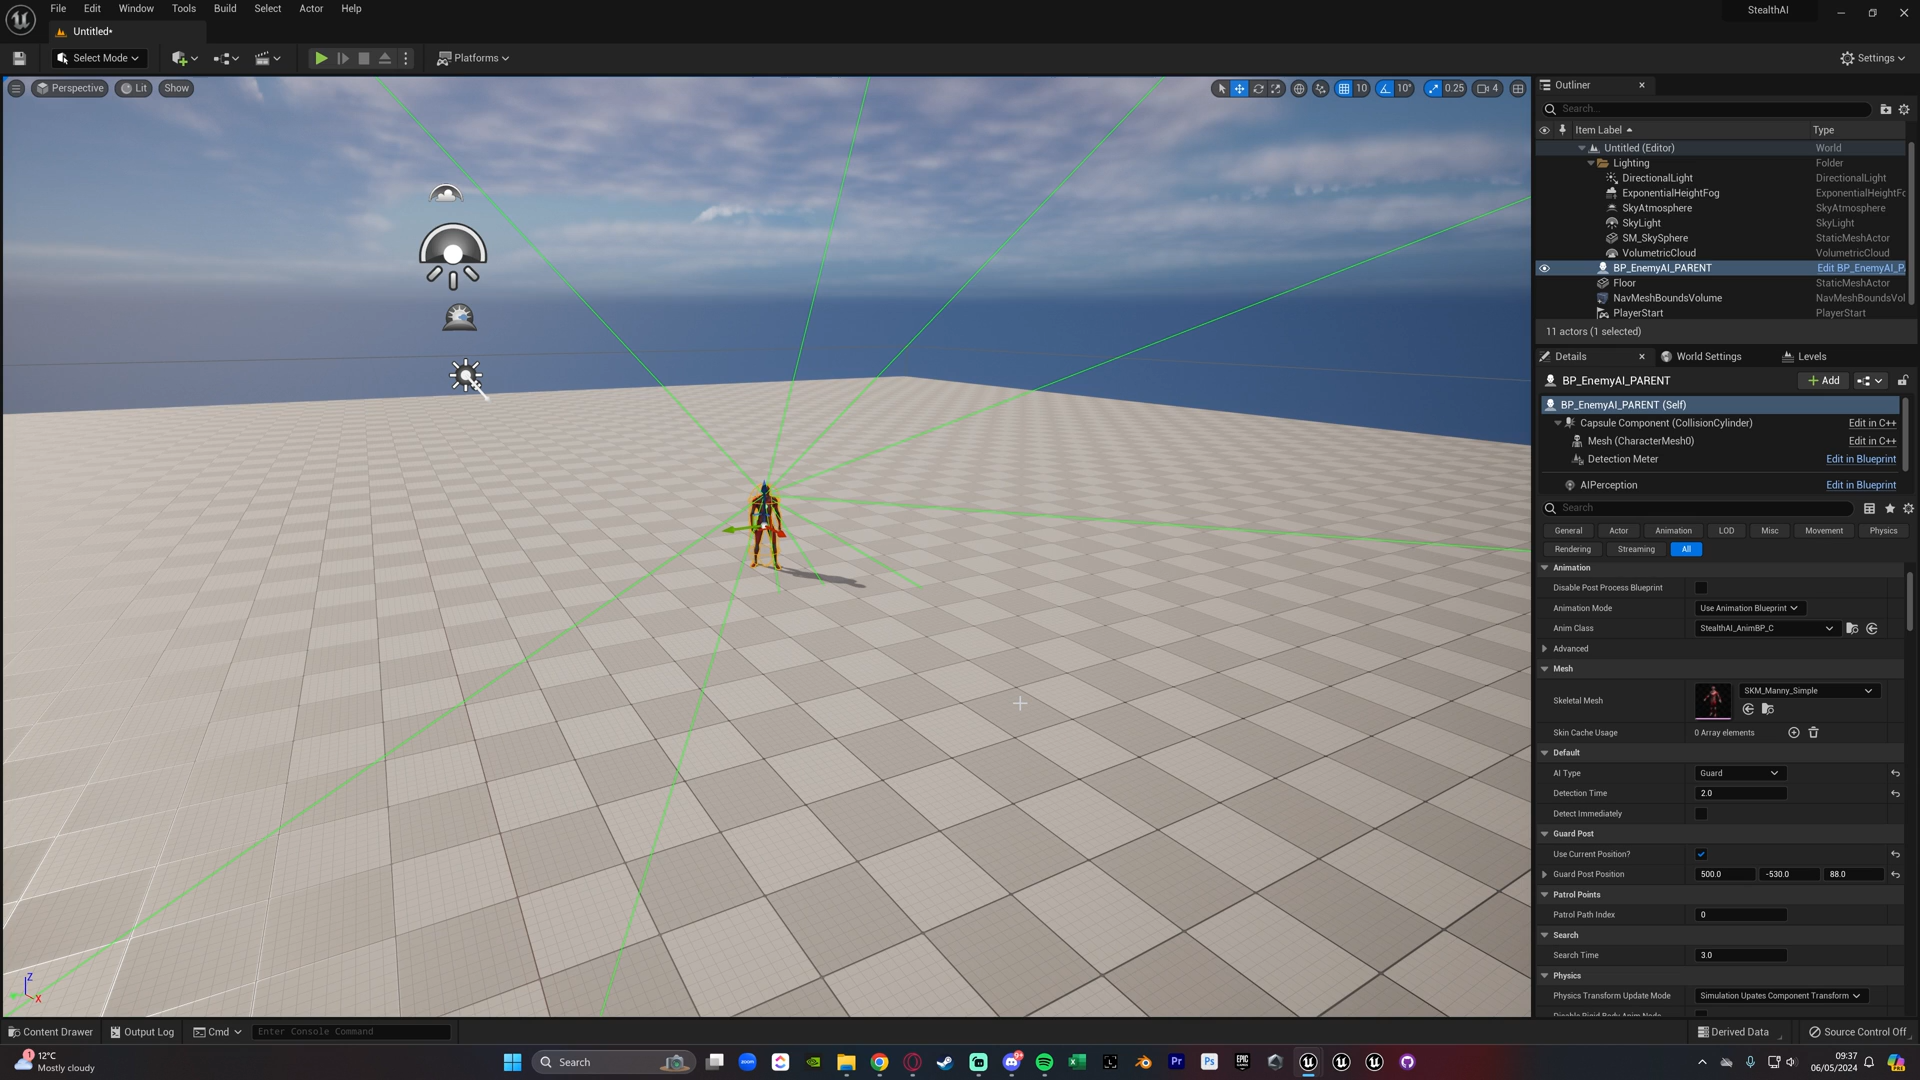 File Edit Window Tools Build Select Actor Help
StealthAI
Untitled*
Select Mode
Platforms
Settings
Perspective Lit Show
10 10° 0.25 4
Outliner
Search...
Item Label Type
Untitled (Editor) World
Lighting Folder
DirectionalLight DirectionalLight
ExponentialHeightFog ExponentialHeightFo
SkyAtmosphere SkyAtmosphere
SkyLight SkyLight
SM_SkySphere StaticMeshActor
VolumetricCloud VolumetricCloud
BP_EnemyAI_PARENT Edit BP_EnemyAI_P
Floor StaticMeshActor
NavMeshBoundsVolume NavMeshBoundsVol
PlayerStart PlayerStart
11 actors (1 selected)
Details World Settings Levels
BP_EnemyAI_PARENT Add
BP_EnemyAI_PARENT (Self)
Capsule Component (CollisionCylinder) Edit in C++
Mesh (CharacterMesh0) Edit in C++
Detection Meter Edit in Blueprint
AIPerception Edit in Blueprint
Search
General Actor Animation LOD Misc Movement Physics
Rendering Streaming All
Animation
Disable Post Process Blueprint
Animation Mode Use Animation Blueprint
Anim Class StealthAI_AnimBP_C
Advanced
Mesh
Skeletal Mesh SKM_Manny_Simple
Skin Cache Usage 0 Array elements
Default
AI Type Guard
Detection Time 2.0
Detect Immediately
Guard Post
Use Current Position?
Guard Post Position 500.0 -530.0 88.0
Patrol Points
Patrol Path Index 0
Search
Search Time 3.0
Physics
Physics Transform Update Mode Simulation Upates Component Transform
Z
X
Content Drawer Output Log Cmd Enter Console Command
Derived Data Source Control Off
1
12°C
Mostly cloudy
Search
zoom
Pr
Ps
EPIC GAMES
09:37
06/05/2024